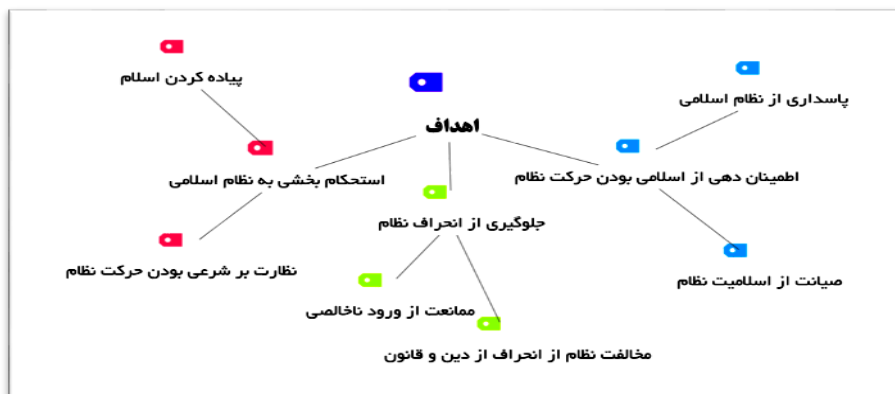 پیاده کردن اسلام
پاسداری از نظام اسلامی
اهداف
استحکام بخشی به نظام اسلامی
اطمینان دهی از اسلامی بودن حرکت نظام
جلوگیری از انحراف نظام
نظارت بر شرعی بودن حرکت نظام
صیانت از اسلامیت نظام
ممانعت از ورود ناخالصی
مخالفت نظام از انحراف از دین و قانون